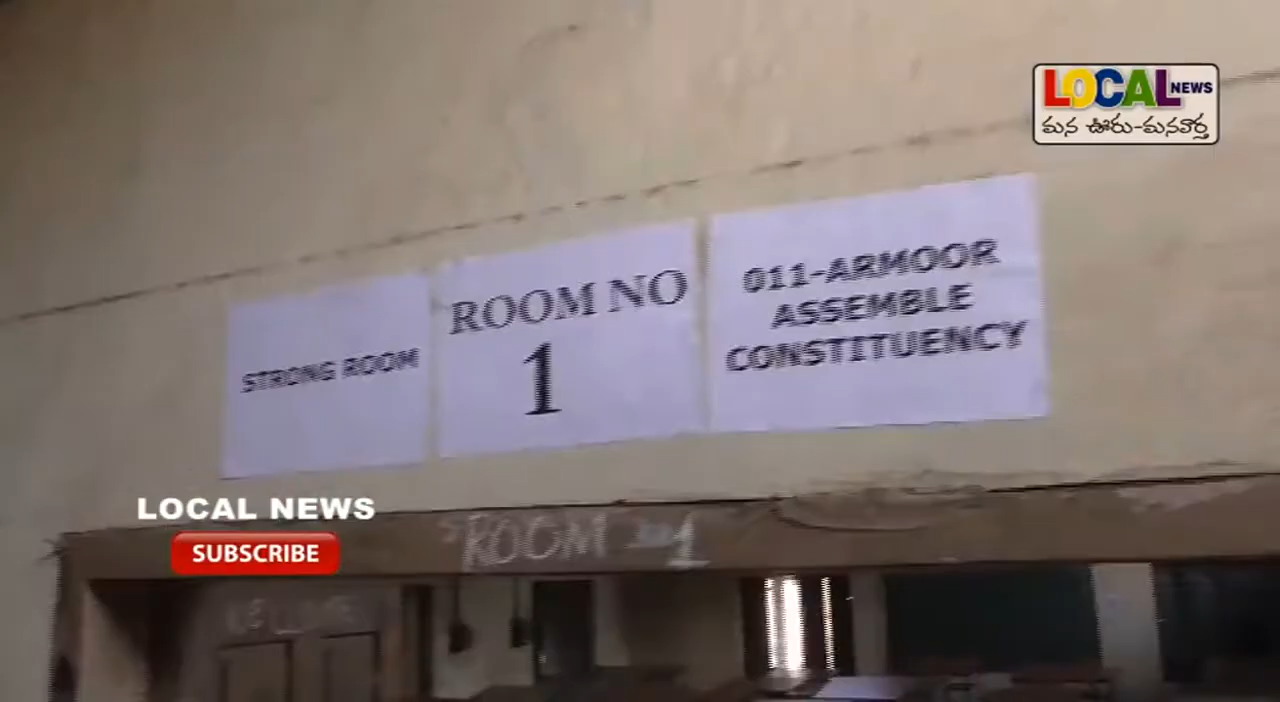 LOCAL NEWS
మన ఊరు-మనవార్త
STRONG ROOM
ROOM NO
1
011-ARMOOR
ASSEMBLE
CONSTITUENCY
LOCAL NEWS
SUBSCRIBE
ROOM
1
WELCOME